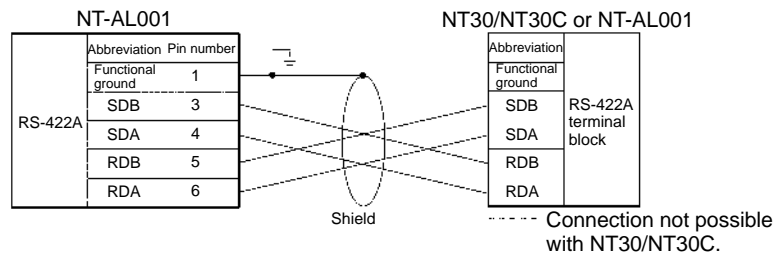 NT-AL001
NT30/NT30C or NT-AL001
Abbreviation Pin number
Functional ground 1
SDB 3
SDA 4
RDB 5
RDA 6
RS-422A
Shield
Abbreviation
Functional ground
SDB
SDA
RDB
RDA
RS-422A
terminal
block
Connection not possible
with NT30/NT30C.